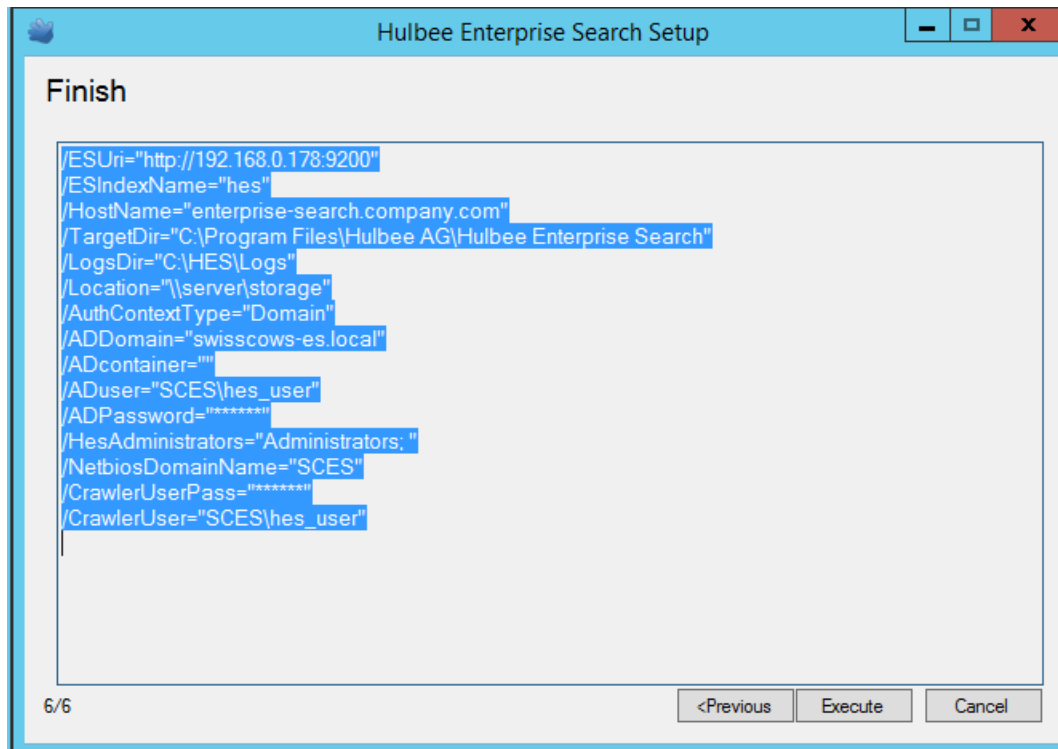 Hulbee Enterprise Search Setup
Finish
/ESUri="http://192.168.0.178:9200"
/ESIndexName="hes"
/HostName="enterprise-search.company.com"
/TargetDir="C:\Program Files\Hulbee AG\Hulbee Enterprise Search"
/LogsDir="C:\HES\Logs"
/Location="\\server\storage"
/AuthContextType="Domain"
/ADDomain="swisscows-es.local"
/ADcontainer=""
/ADuser="SCES\hes_user"
/ADPassword="******"
/HesAdministrators="Administrators; "
/NetbiosDomainName="SCES"
/CrawlerUserPass="******"
/CrawlerUser="SCES\hes_user"
6/6
<Previous
Execute
Cancel